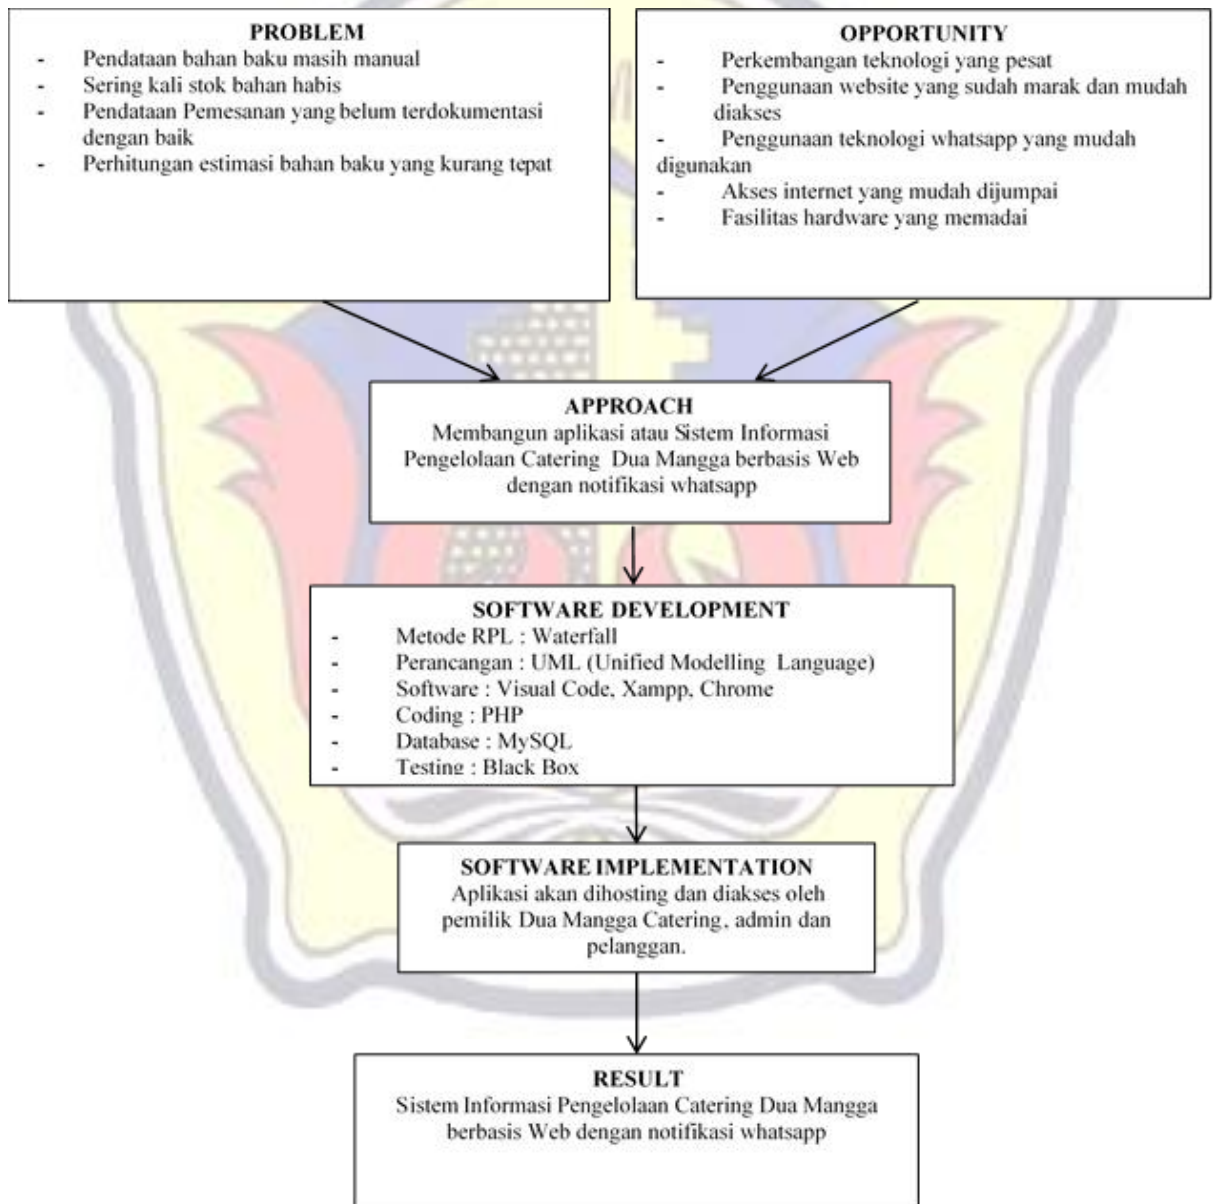 PROBLEM
- Pendataan bahan baku masih manual
- Sering kali stok bahan habis
- Pendataan Pemesanan yang belum terdokumentasi
dengan baik
- Perhitungan estimasi bahan baku yang kurang tepat
OPPORTUNITY
- Perkembangan teknologi yang pesat
- Penggunaan website yang sudah marak dan mudah
diakses
- Penggunaan teknologi whatsapp yang mudah
digunakan
- Akses internet yang mudah dijumpai
- Fasilitas hardware yang memadai
APPROACH
Membangun aplikasi atau Sistem Informasi
Pengelolaan Catering Dua Mangga berbasis Web
dengan notifikasi whatsapp
SOFTWARE DEVELOPMENT
- Metode RPL : Waterfall
- Perancangan : UML (Unified Modelling Language)
- Software : Visual Code, Xampp, Chrome
- Coding : PHP
- Database : MySQL
- Testing : Black Box
SOFTWARE IMPLEMENTATION
Aplikasi akan dihosting dan diakses oleh
pemilik Dua Mangga Catering, admin dan
pelanggan.
RESULT
Sistem Informasi Pengelolaan Catering Dua Mangga
berbasis Web dengan notifikasi whatsapp